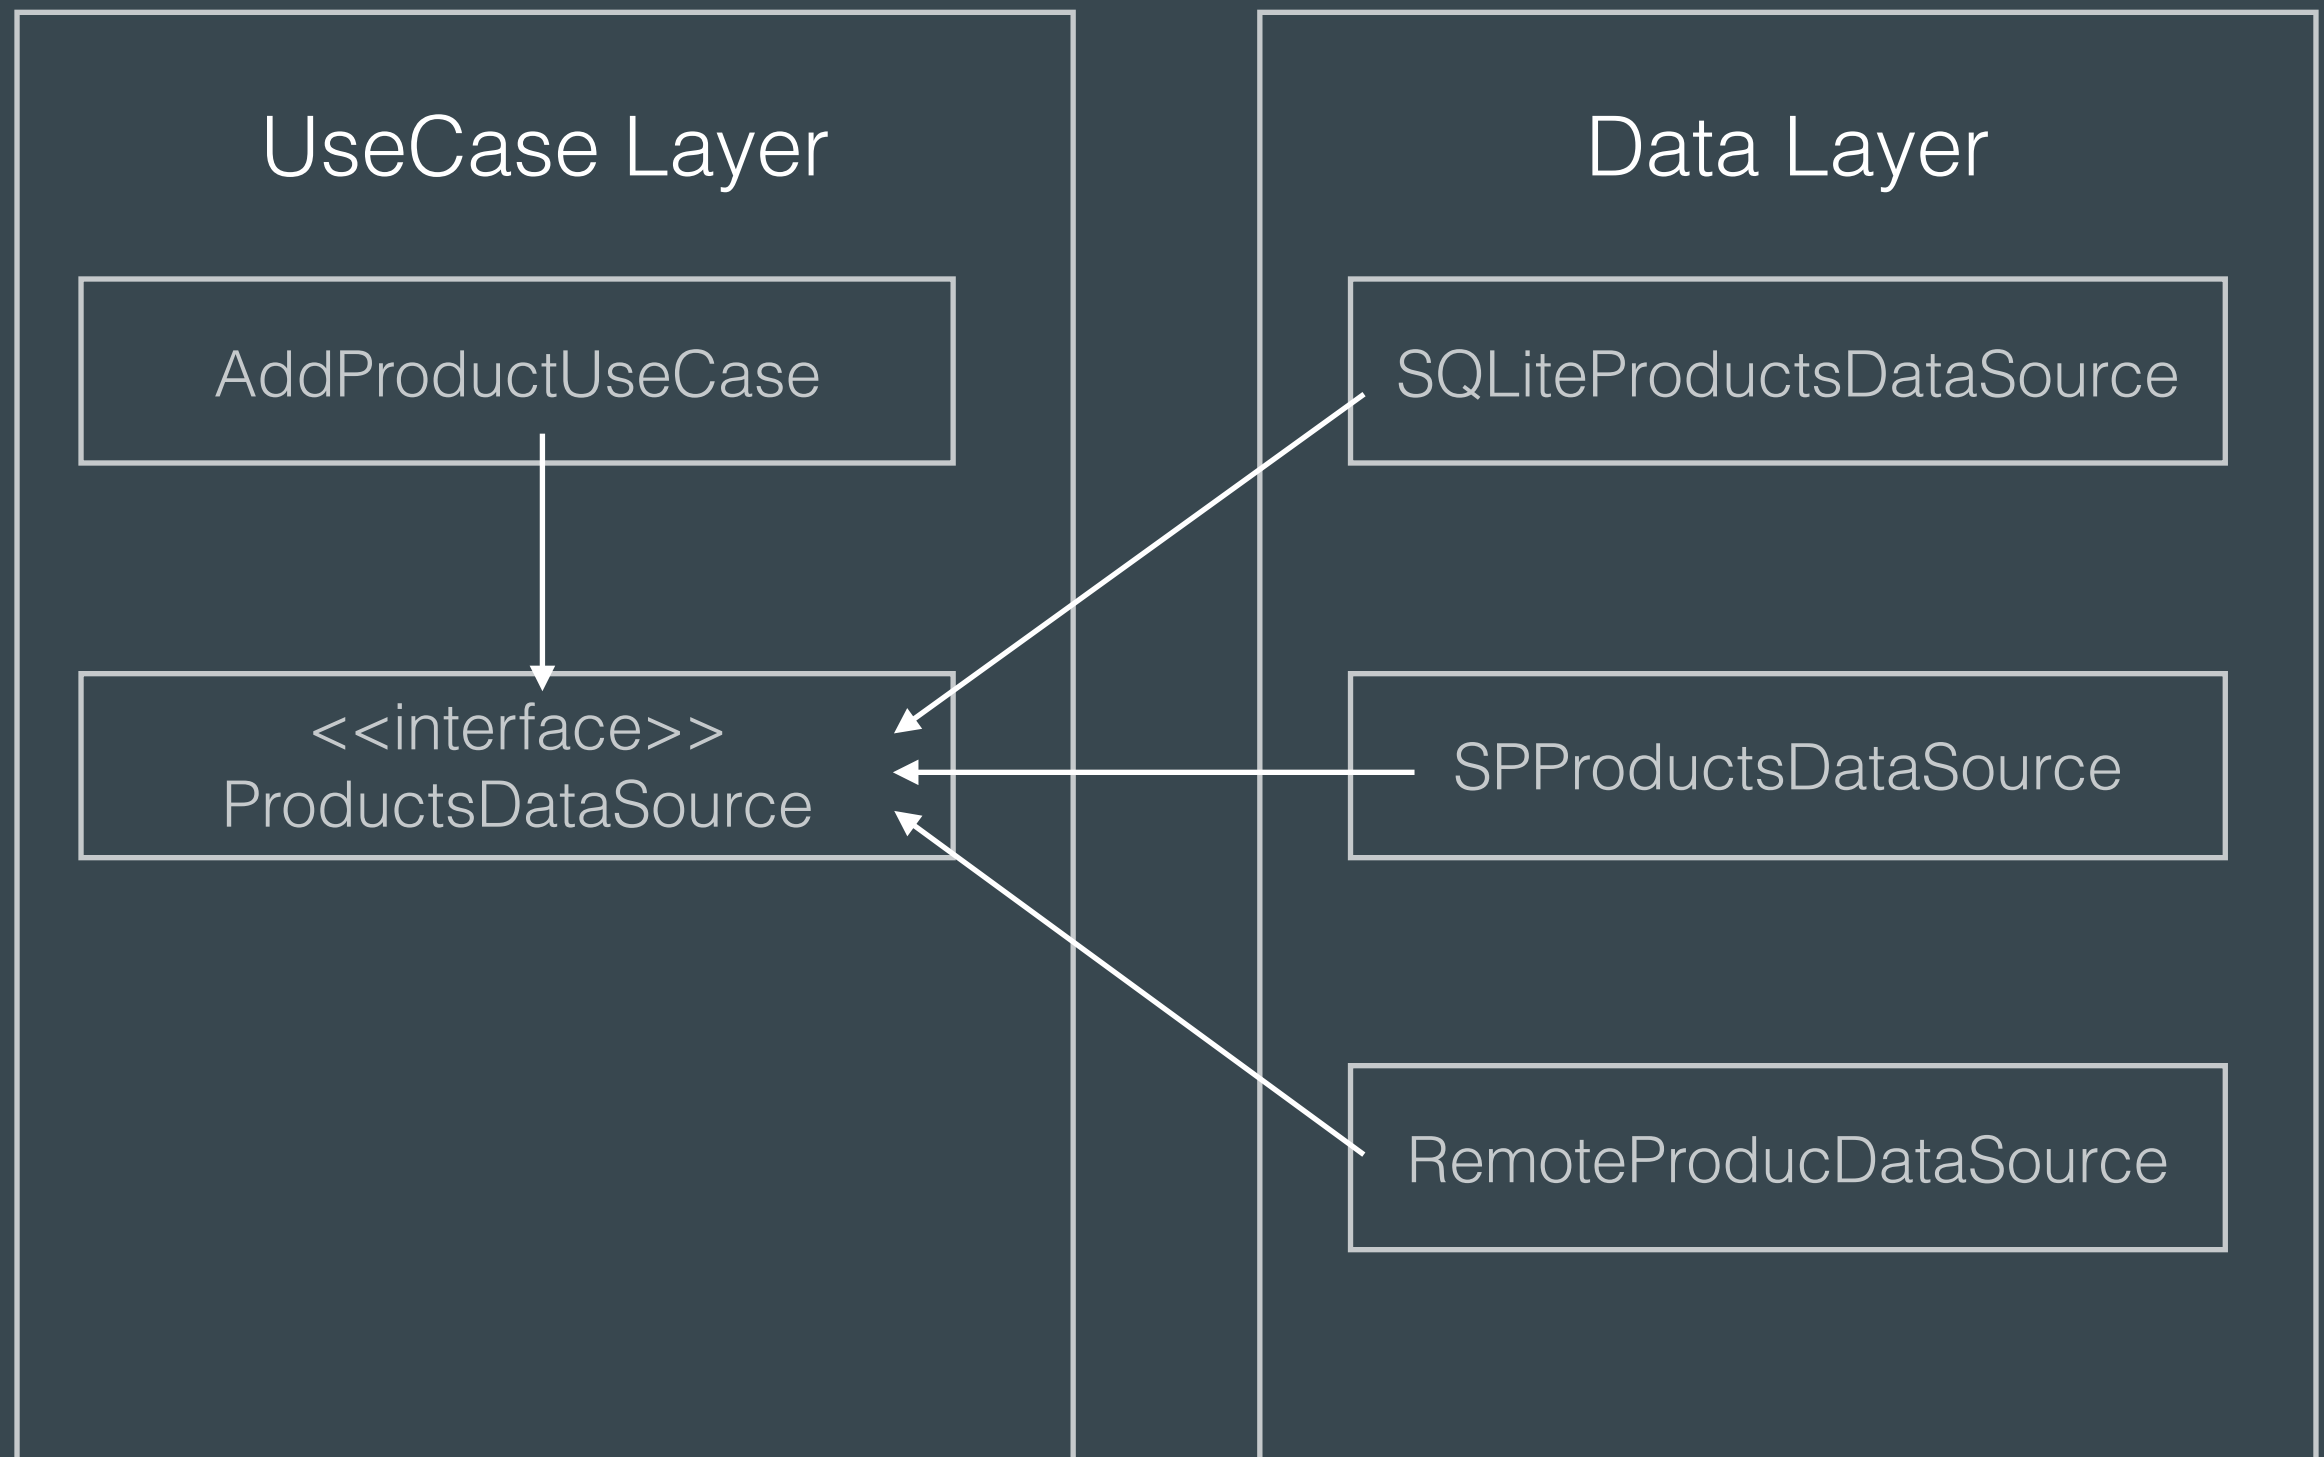 UseCase Layer
AddProductUseCase
<<interface>>
ProductsDataSource
Data Layer
SQLiteProductsDataSource
SPProductsDataSource
RemoteProducDataSource